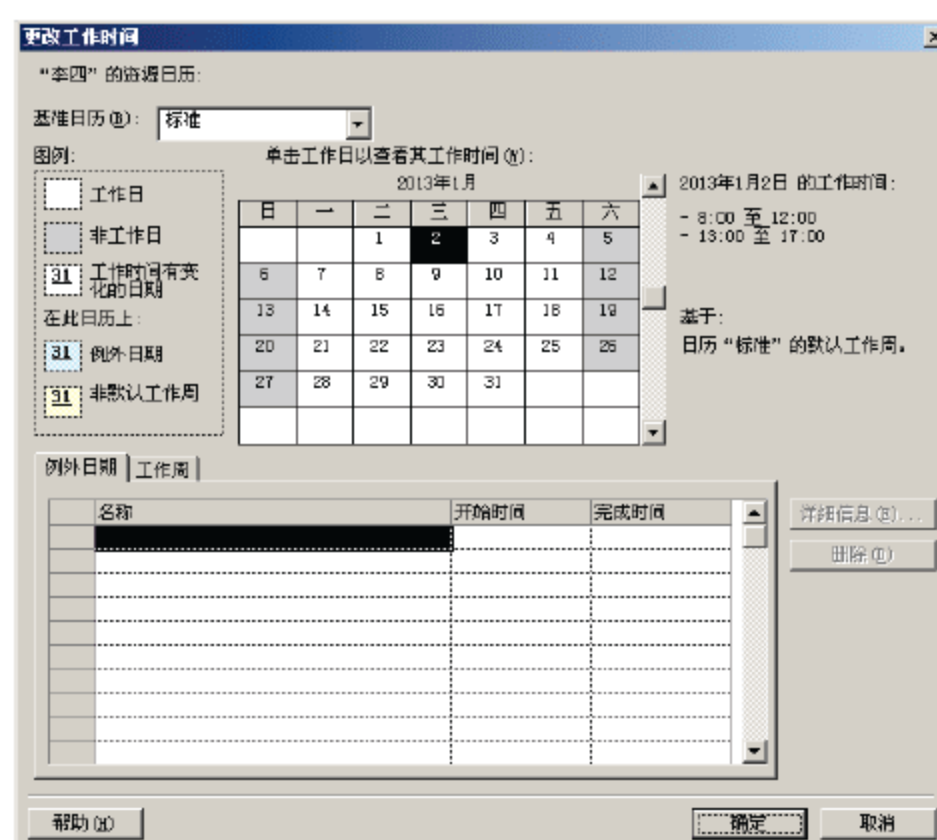 更改工作时间
“李四”的资源日历:
基准日历(B): 标准
图例:
工作日
非工作日
31 工作时间有变
化的日期
在此日历上:
31 例外日期
31 非默认工作周
单击工作日以查看其工作时间(Y):
2013年1月
日 一 二 三 四 五 六
1 2 3 4 5
6 7 8 9 10 11 12
13 14 15 16 17 18 19
20 21 22 23 24 25 26
27 28 29 30 31
2013年1月2日 的工作时间:
- 8:00 至 12:00
- 13:00 至 17:00
基于:
日历“标准”的默认工作周。
例外日期 工作周
名称 开始时间 完成时间
详细信息(E)...
删除(D)
帮助(H) 确定 取消